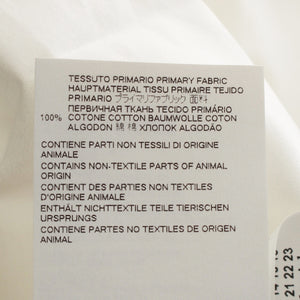 TESSUTO PRIMARIO PRIMARY FABRIC
HAUPTMATERIAL TISSU PRIMAIRE TEJIDO
PRIMARIO プライマリファブリック 面料
ПЕРВИЧНАЯ ТКАНЬ TECIDO PRIMÁRIO
100% COTONE COTTON BAUMWOLLE COTON
ALGODON 綿 棉 ХЛОПОК ALGODÃO
CONTIENE PARTI NON TESSILI DI ORIGINE
ANIMALE
CONTAINS NON-TEXTILE PARTS OF ANIMAL
ORIGIN
CONTIENT DES PARTIES NON TEXTILES
D'ORIGINE ANIMALE
ENTHÄLT NICHTTEXTILE TEILE TIERISCHEN
URSPRUNGS
CONTIENE PARTES NO TEXTILES DE ORIGEN
ANIMAL
21 22 23